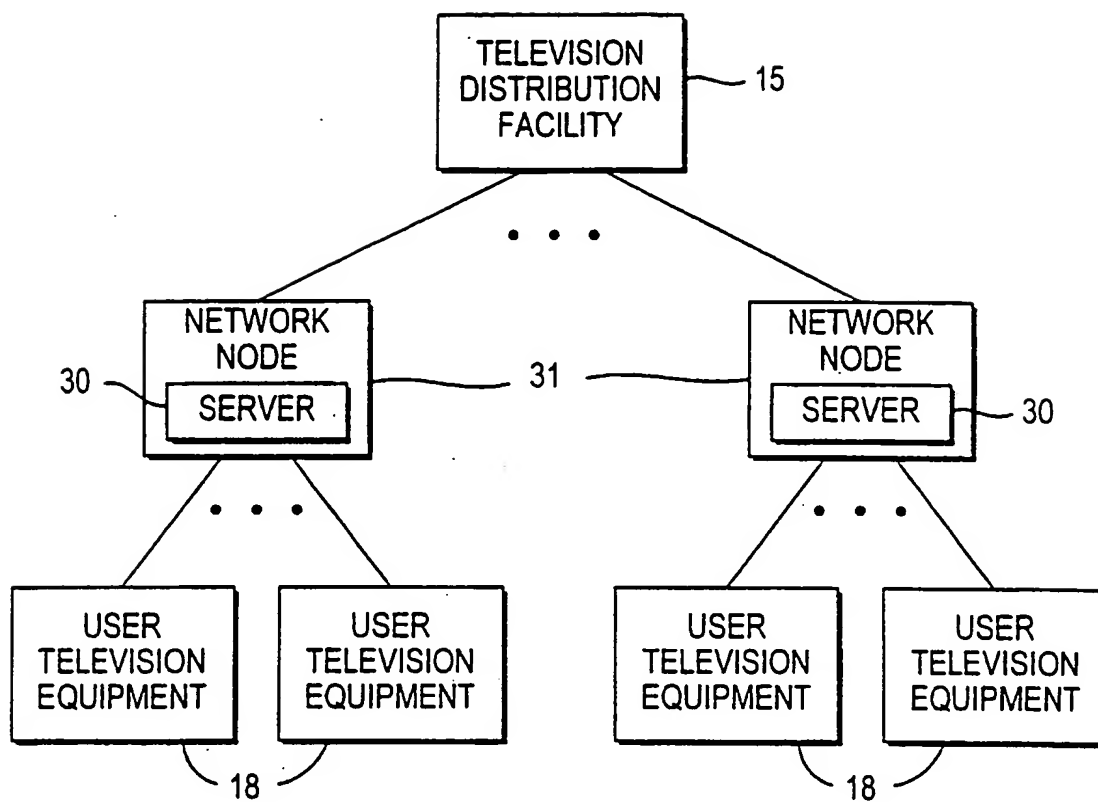 TELEVISION
DISTRIBUTION
FACILITY
15
NETWORK
NODE
30
SERVER
31
NETWORK
NODE
SERVER
30
USER
TELEVISION
EQUIPMENT
USER
TELEVISION
EQUIPMENT
18
USER
TELEVISION
EQUIPMENT
USER
TELEVISION
EQUIPMENT
18